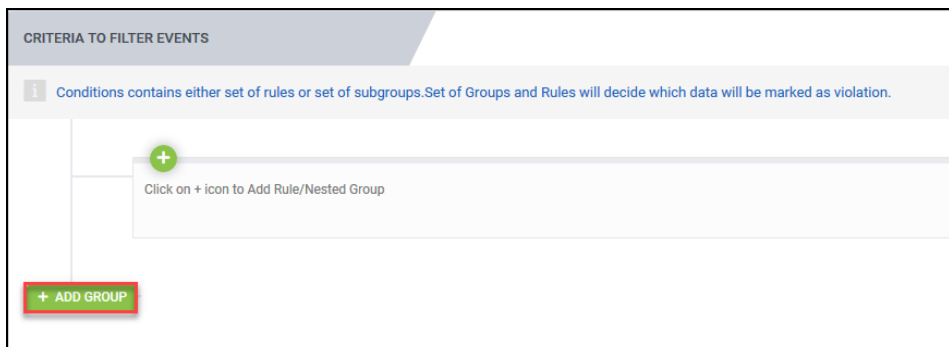 CRITERIA TO FILTER EVENTS
i Conditions contains either set of rules or set of subgroups.Set of Groups and Rules will decide which data will be marked as violation.
+
Click on + icon to Add Rule/Nested Group
+ ADD GROUP